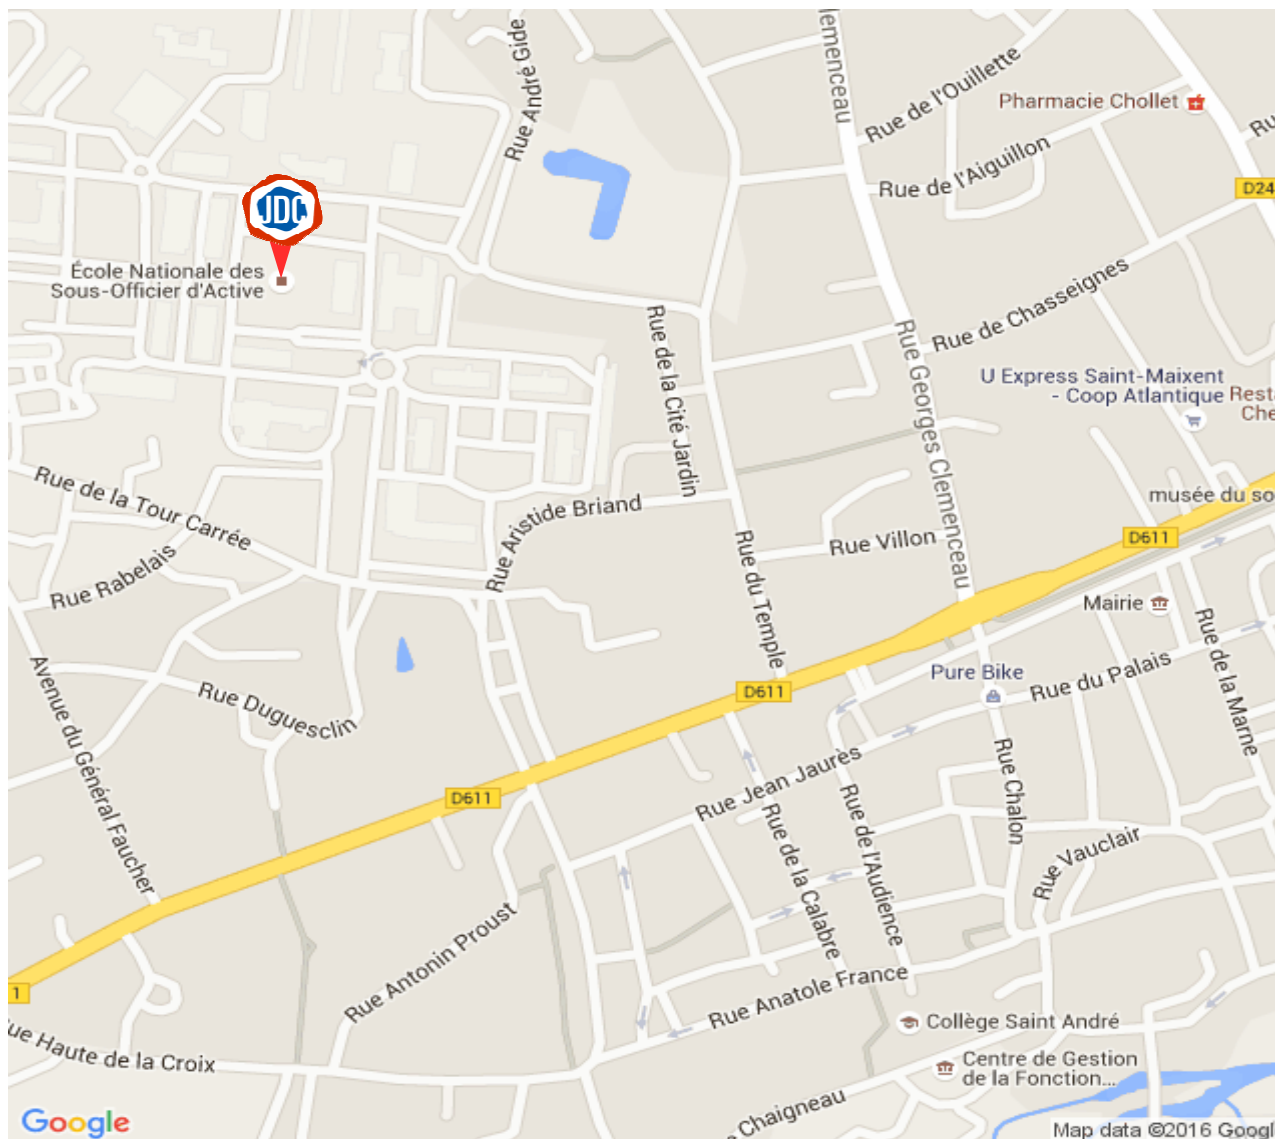 Rue André Gide
lemenceau
Rue de l'Ouillette
Pharmacie Chollet
Ru
Rue de l'Aiguillon
D24
JDC
École Nationale des
Sous-Officier d'Active
Rue de Chasseignes
Rue de la Cité Jardin
Rue Georges Clemenceau
U Express Saint-Maixent
- Coop Atlantique
Rest
Che
Rue de la Tour Carrée
Rue Aristide Briand
musée du so
Rue Villon
D611
Rue Rabelais
Rue du Temple
Mairie
Rue de la Marne
Avenue du Général Faucher
Rue Duguesclin
D611
Pure Bike
Rue du Palais
D611
Rue Jean Jaurès
Rue Chalon
Rue de la Calabre
Rue de l'Audience
Rue Vauclair
Rue Antonin Proust
1
Rue Anatole France
ue Haute de la Croix
Collège Saint André
Centre de Gestion
de la Fonction...
e Chaigneau
Google
Map data ©2016 Googl